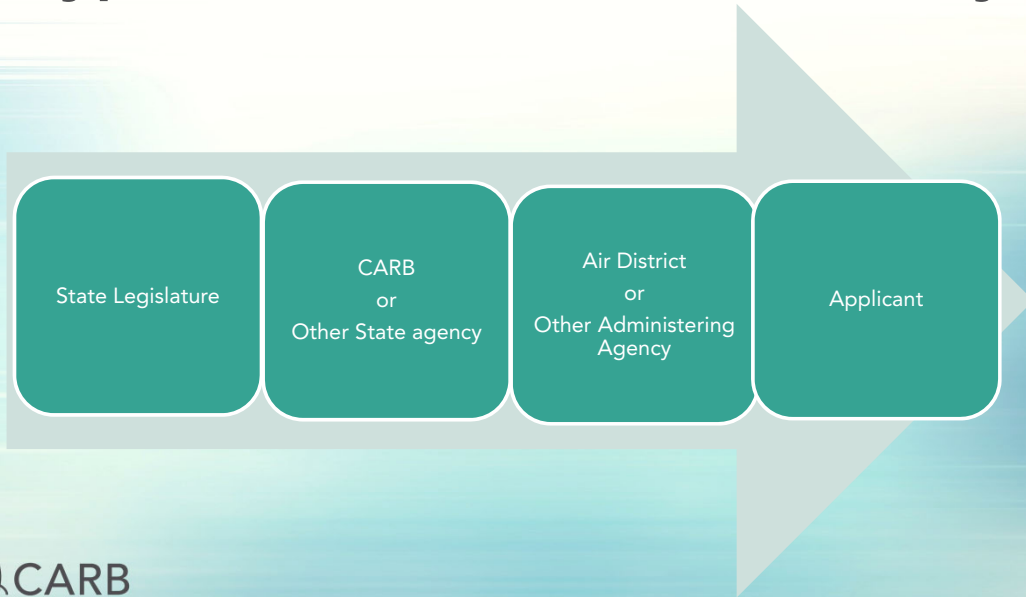 State Legislature
CARB
or
Other State agency
Air District
or
Other Administering
Agency
Applicant
CARB